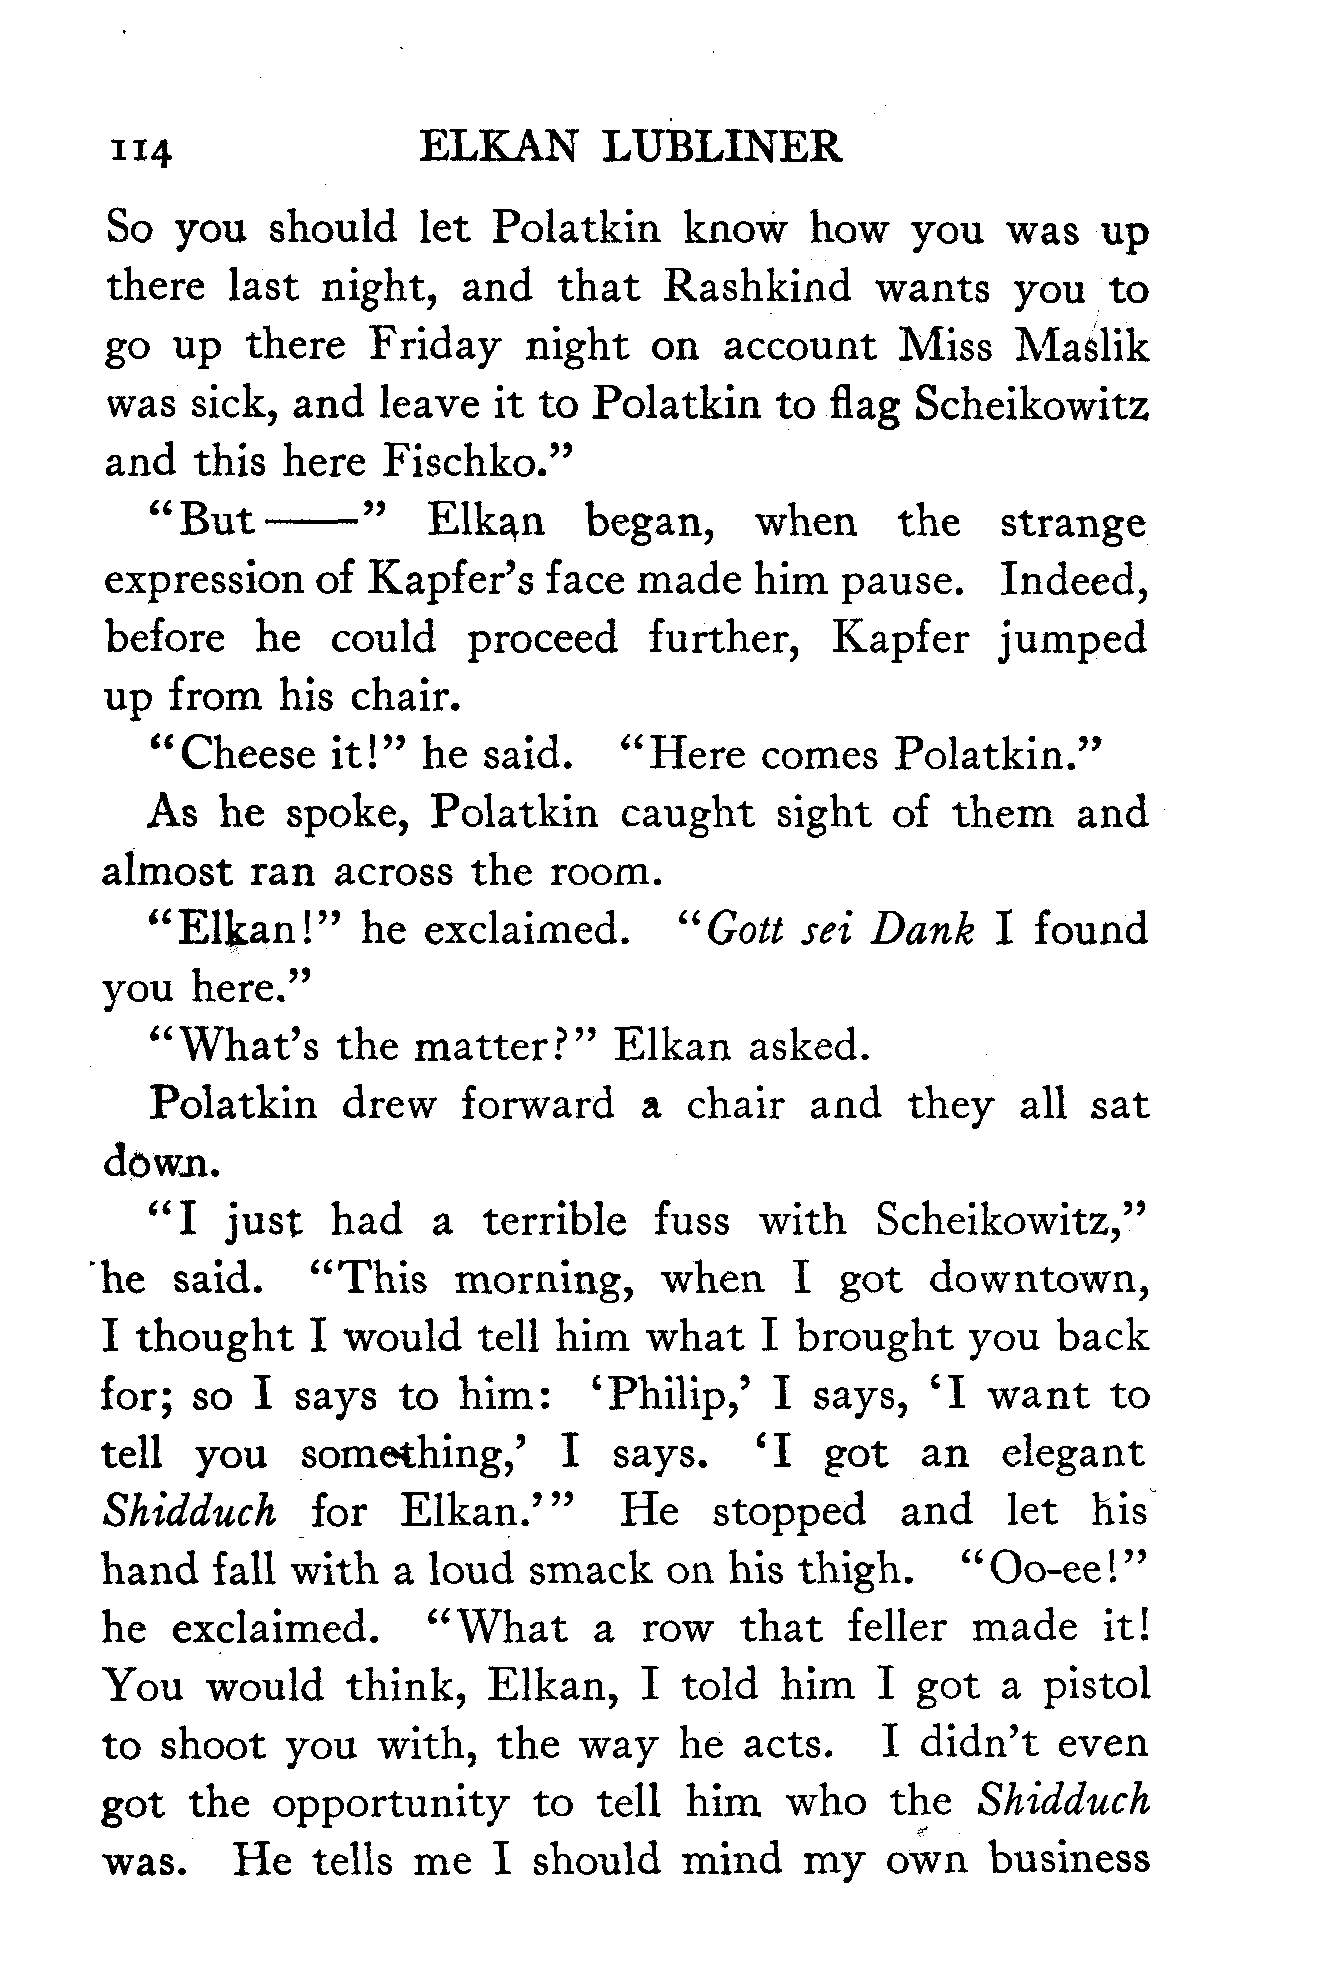 114 ELKAN LUBLINER
So you should let Polatkin know how you was up
there last night, and that Rashkind wants you to
go up there Friday night on account Miss Maslik
was sick, and leave it to Polatkin to flag Scheikowitz
and this here Fischko.”
“But——” Elkan began, when the strange
expression of Kapfer’s face made him pause. Indeed,
before he could proceed further, Kapfer jumped
up from his chair.
“Cheese it!” he said. “Here comes Polatkin.”
As he spoke, Polatkin caught sight of them and
almost ran across the room.
“Elkan!” he exclaimed. “Gott sei Dank I found
you here.”
“What’s the matter?” Elkan asked.
Polatkin drew forward a chair and they all sat
down.
“I just had a terrible fuss with Scheikowitz,”
he said. “This morning, when I got downtown,
I thought I would tell him what I brought you back
for; so I says to him: ‘Philip,’ I says, ‘I want to
tell you something,’ I says. ‘I got an elegant
Shidduch for Elkan.’” He stopped and let his
hand fall with a loud smack on his thigh. “Oo-ee!”
he exclaimed. “What a row that feller made it!
You would think, Elkan, I told him I got a pistol
to shoot you with, the way he acts. I didn’t even
got the opportunity to tell him who the Shidduch
was. He tells me I should mind my own business